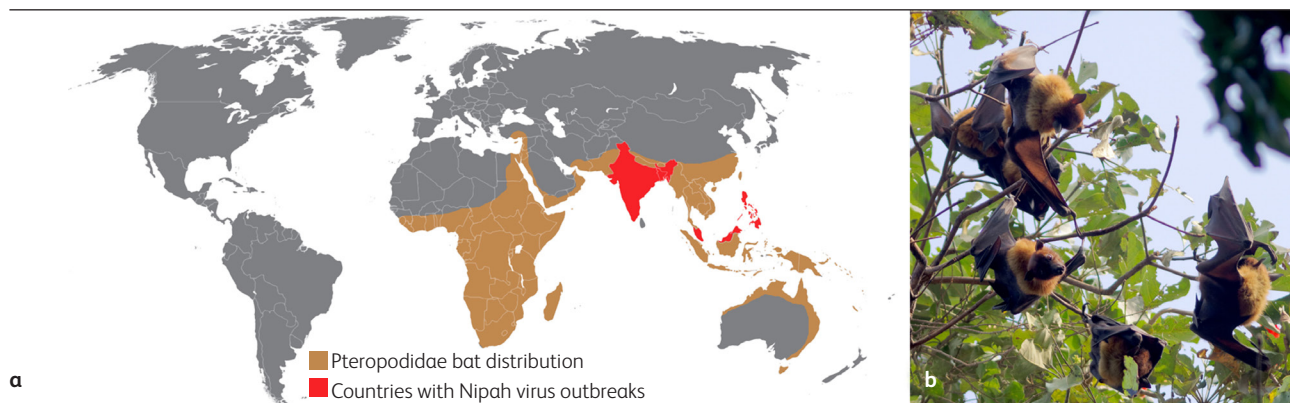 Pteropodidae bat distribution
Countries with Nipah virus outbreaks
a
b